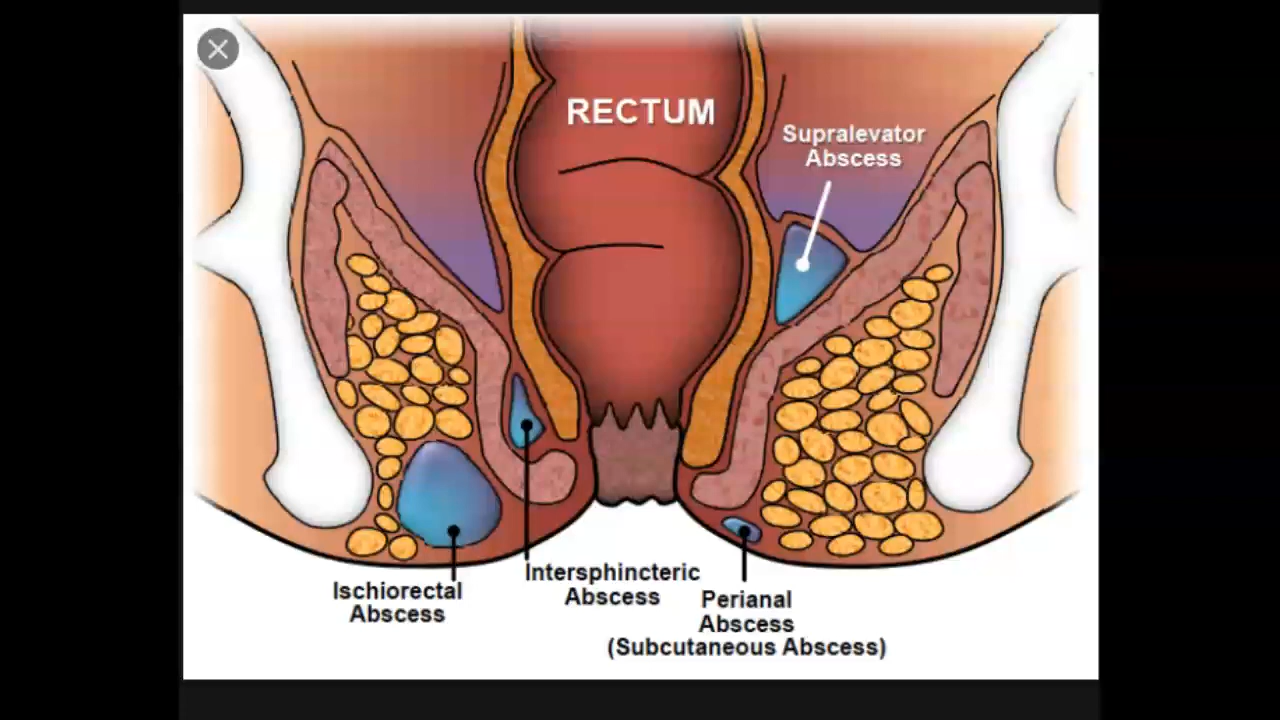 RECTUM
Supralevator
Abscess
Ischiorectal
Abscess
Intersphincteric
Abscess
Perianal
Abscess
(Subcutaneous Abscess)